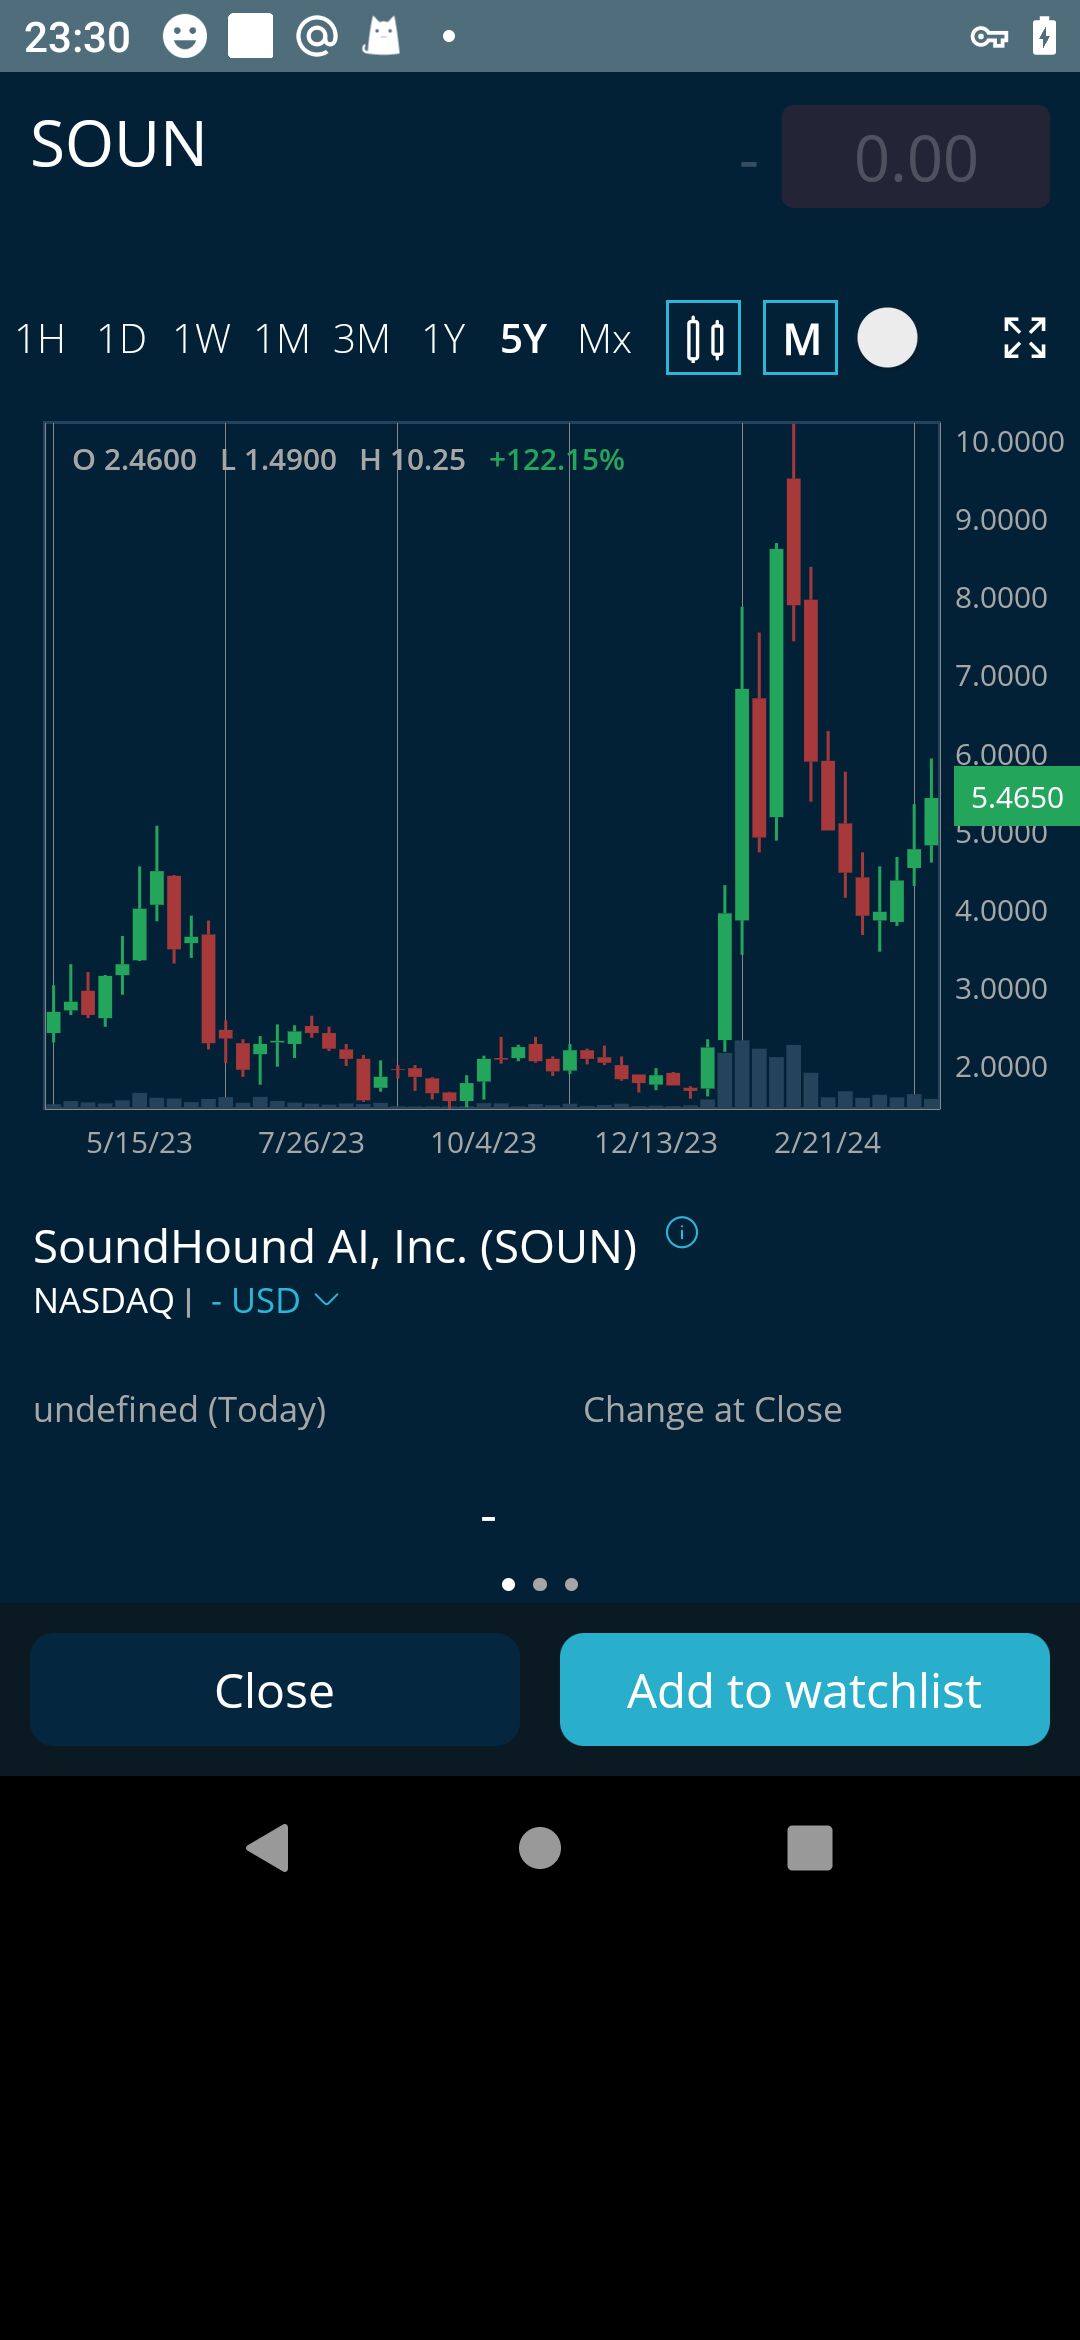 23:30
SOUN
- 0.00
1H 1D 1W 1M 3M 1Y 5Y Mx M
O 2.4600 L 1.4900 H 10.25 +122.15%
10.0000
9.0000
8.0000
7.0000
6.0000
5.4650
5.0000
4.0000
3.0000
2.0000
5/15/23 7/26/23 10/4/23 12/13/23 2/21/24
SoundHound AI, Inc. (SOUN)
NASDAQ | - USD
undefined (Today) Change at Close
-
Close Add to watchlist